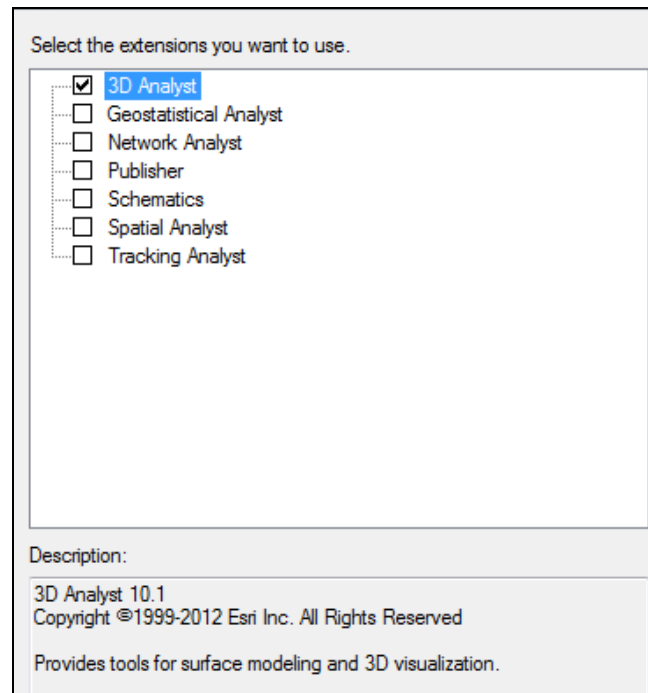 Select the extensions you want to use.
3D Analyst
Geostatistical Analyst
Network Analyst
Publisher
Schematics
Spatial Analyst
Tracking Analyst
Description:
3D Analyst 10.1
Copyright ©1999-2012 Esri Inc. All Rights Reserved
Provides tools for surface modeling and 3D visualization.